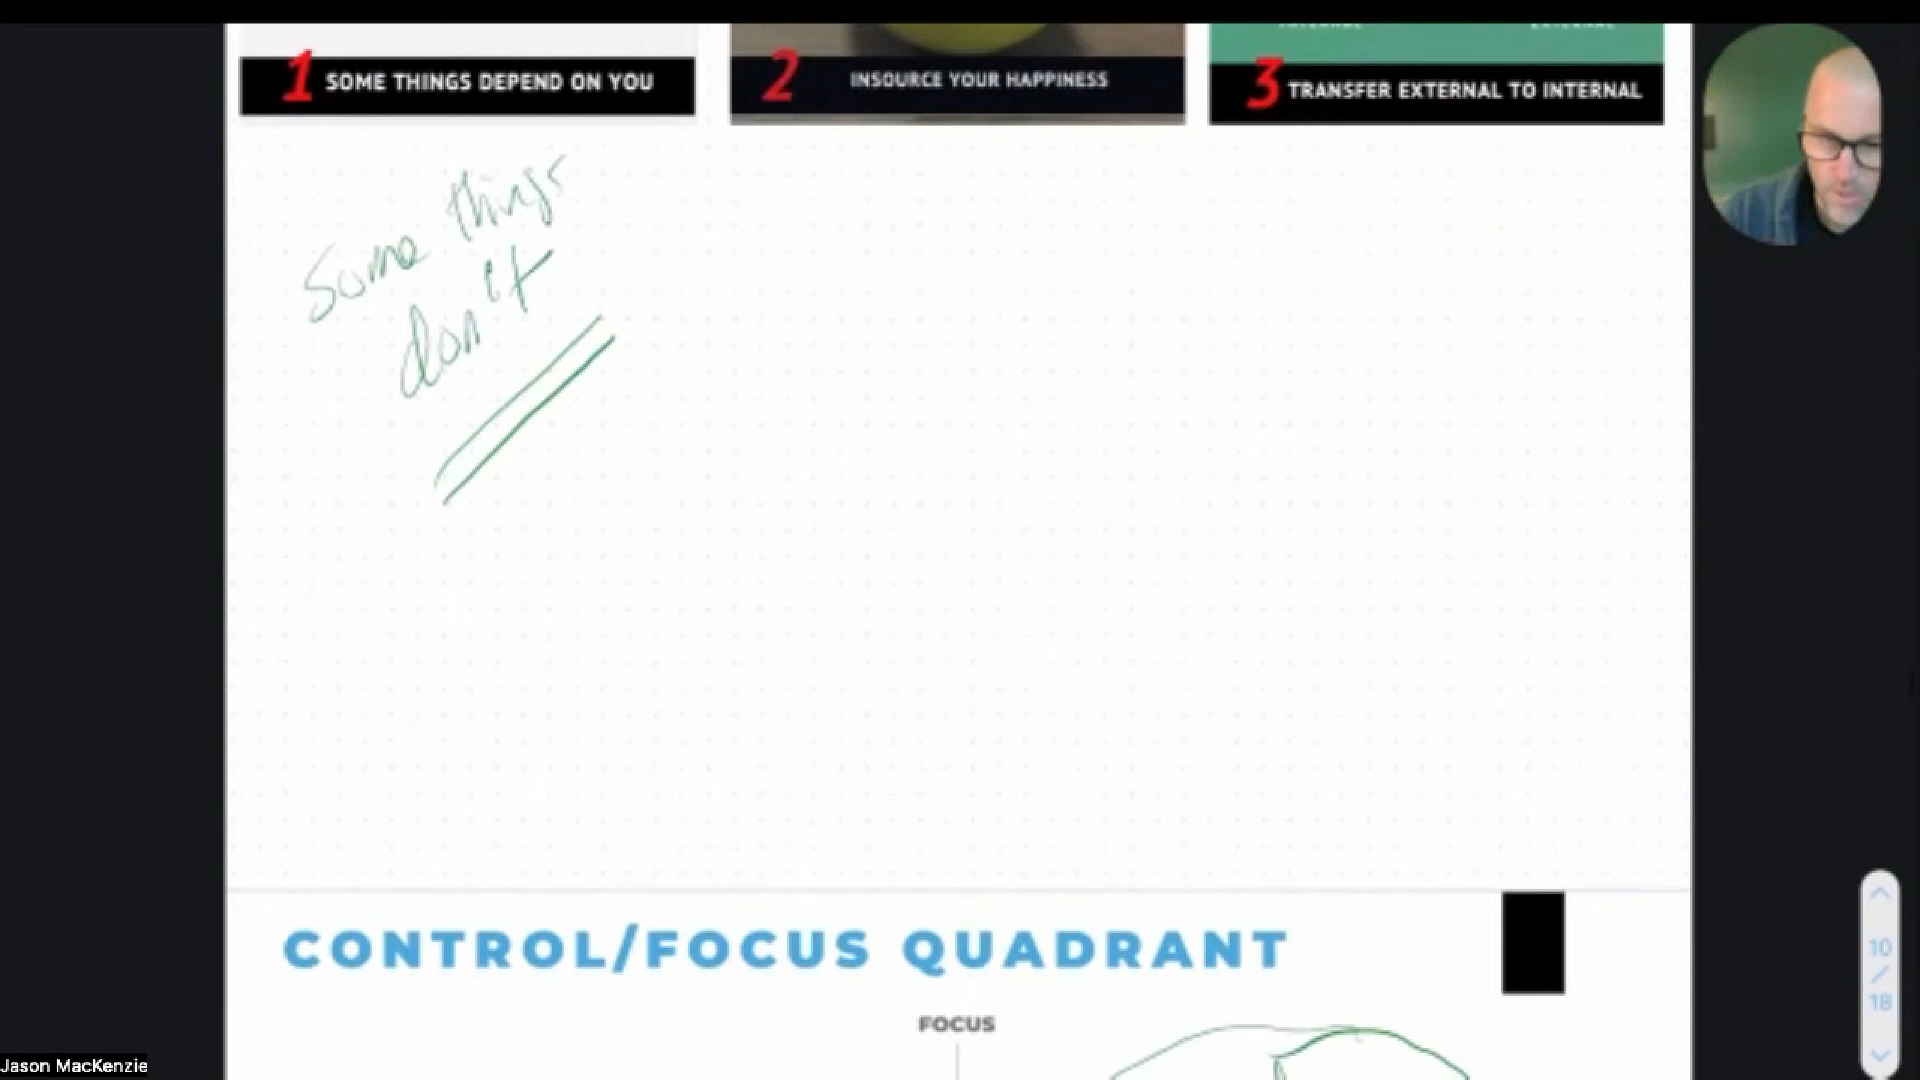 1 SOME THINGS DEPEND ON YOU
2 INSOURCE YOUR HAPPINESS
3 TRANSFER EXTERNAL TO INTERNAL
Some things
don't
CONTROL/FOCUS QUADRANT
FOCUS
10
/
18
Jason MacKenzie